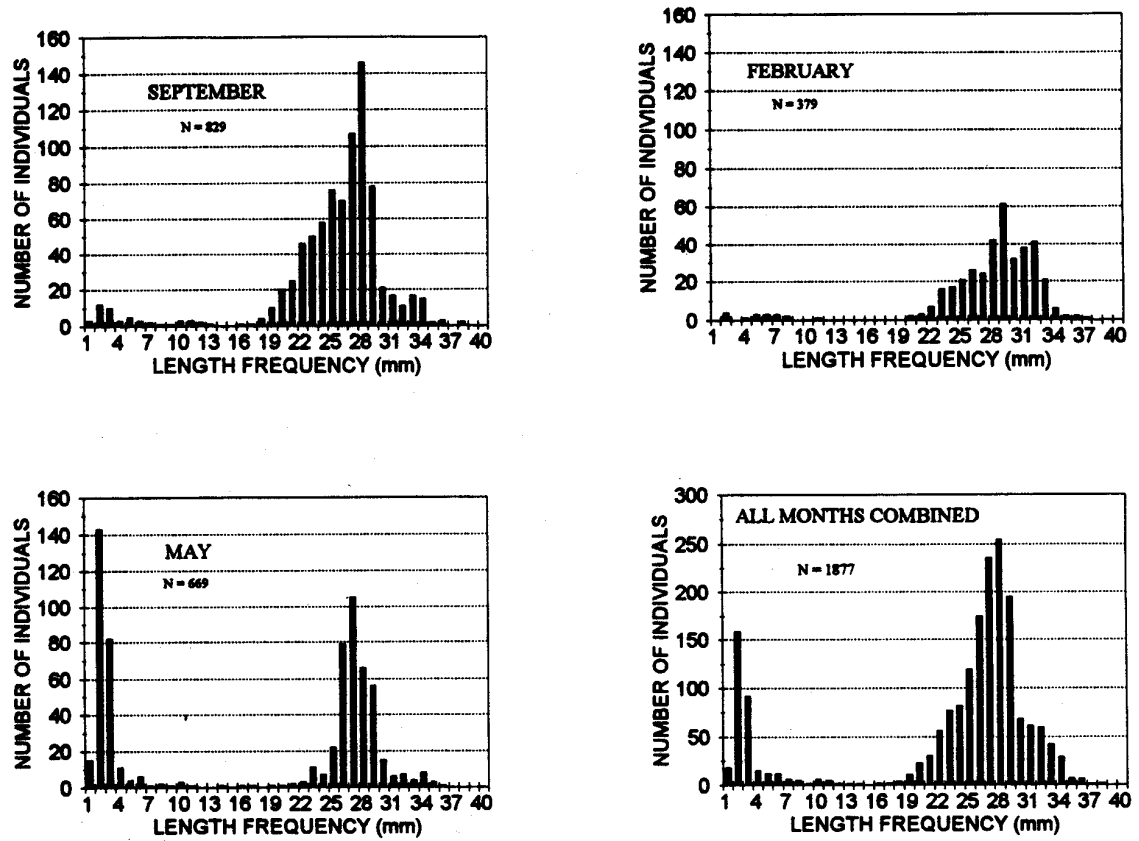 160
140
120
100
80
60
40
20
0
NUMBER OF INDIVIDUALS
SEPTEMBER
N = 829
1 4 7 10 13 16 19 22 25 28 31 34 37 40
LENGTH FREQUENCY (mm)
160
140
120
100
80
60
40
20
0
NUMBER OF INDIVIDUALS
FEBRUARY
N = 379
1 4 7 10 13 16 19 22 25 28 31 34 37 40
LENGTH FREQUENCY (mm)
160
140
120
100
80
60
40
20
0
NUMBER OF INDIVIDUALS
MAY
N = 669
1 4 7 10 13 16 19 22 25 28 31 34 37 40
LENGTH FREQUENCY (mm)
300
250
200
150
100
50
0
NUMBER OF INDIVIDUALS
ALL MONTHS COMBINED
N = 1877
1 4 7 10 13 16 19 22 25 28 31 34 37 40
LENGTH FREQUENCY (mm)